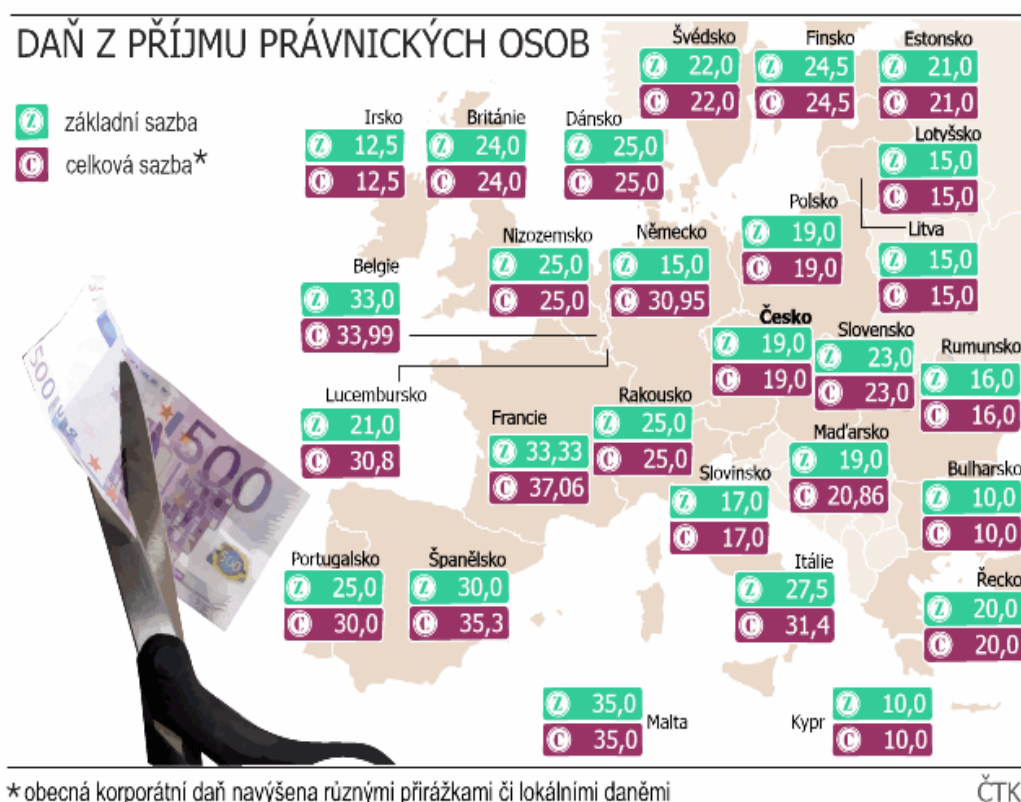 DAŇ Z PŘÍJMU PRÁVNICKÝCH OSOB
Z základní sazba
C celková sazba*
Švédsko
Z 22,0
C 22,0
Finsko
Z 24,5
C 24,5
Estonsko
Z 21,0
C 21,0
Irsko
Z 12,5
C 12,5
Británie
Z 24,0
C 24,0
Dánsko
Z 25,0
C 25,0
Lotyšsko
Z 15,0
C 15,0
Polsko
Z 19,0
C 19,0
Litva
Z 15,0
C 15,0
Nizozemsko
Z 25,0
C 25,0
Německo
Z 15,0
C 30,95
Belgie
Z 33,0
C 33,99
Česko
Z 19,0
C 19,0
Slovensko
Z 23,0
C 23,0
Rumunsko
Z 16,0
C 16,0
Lucembursko
Z 21,0
C 30,8
Francie
Z 33,33
C 37,06
Rakousko
Z 25,0
C 25,0
Maďarsko
Z 19,0
C 20,86
Slovinsko
Z 17,0
C 17,0
Bulharsko
Z 10,0
C 10,0
Portugalsko
Z 25,0
C 30,0
Španělsko
Z 30,0
C 35,3
Itálie
Z 27,5
C 31,4
Řecko
Z 20,0
C 20,0
Malta
Z 35,0
C 35,0
Kypr
Z 10,0
C 10,0
500
500
500
* obecná korporátní daň navýšena různými přirážkami či lokálními daněmi
ČTK